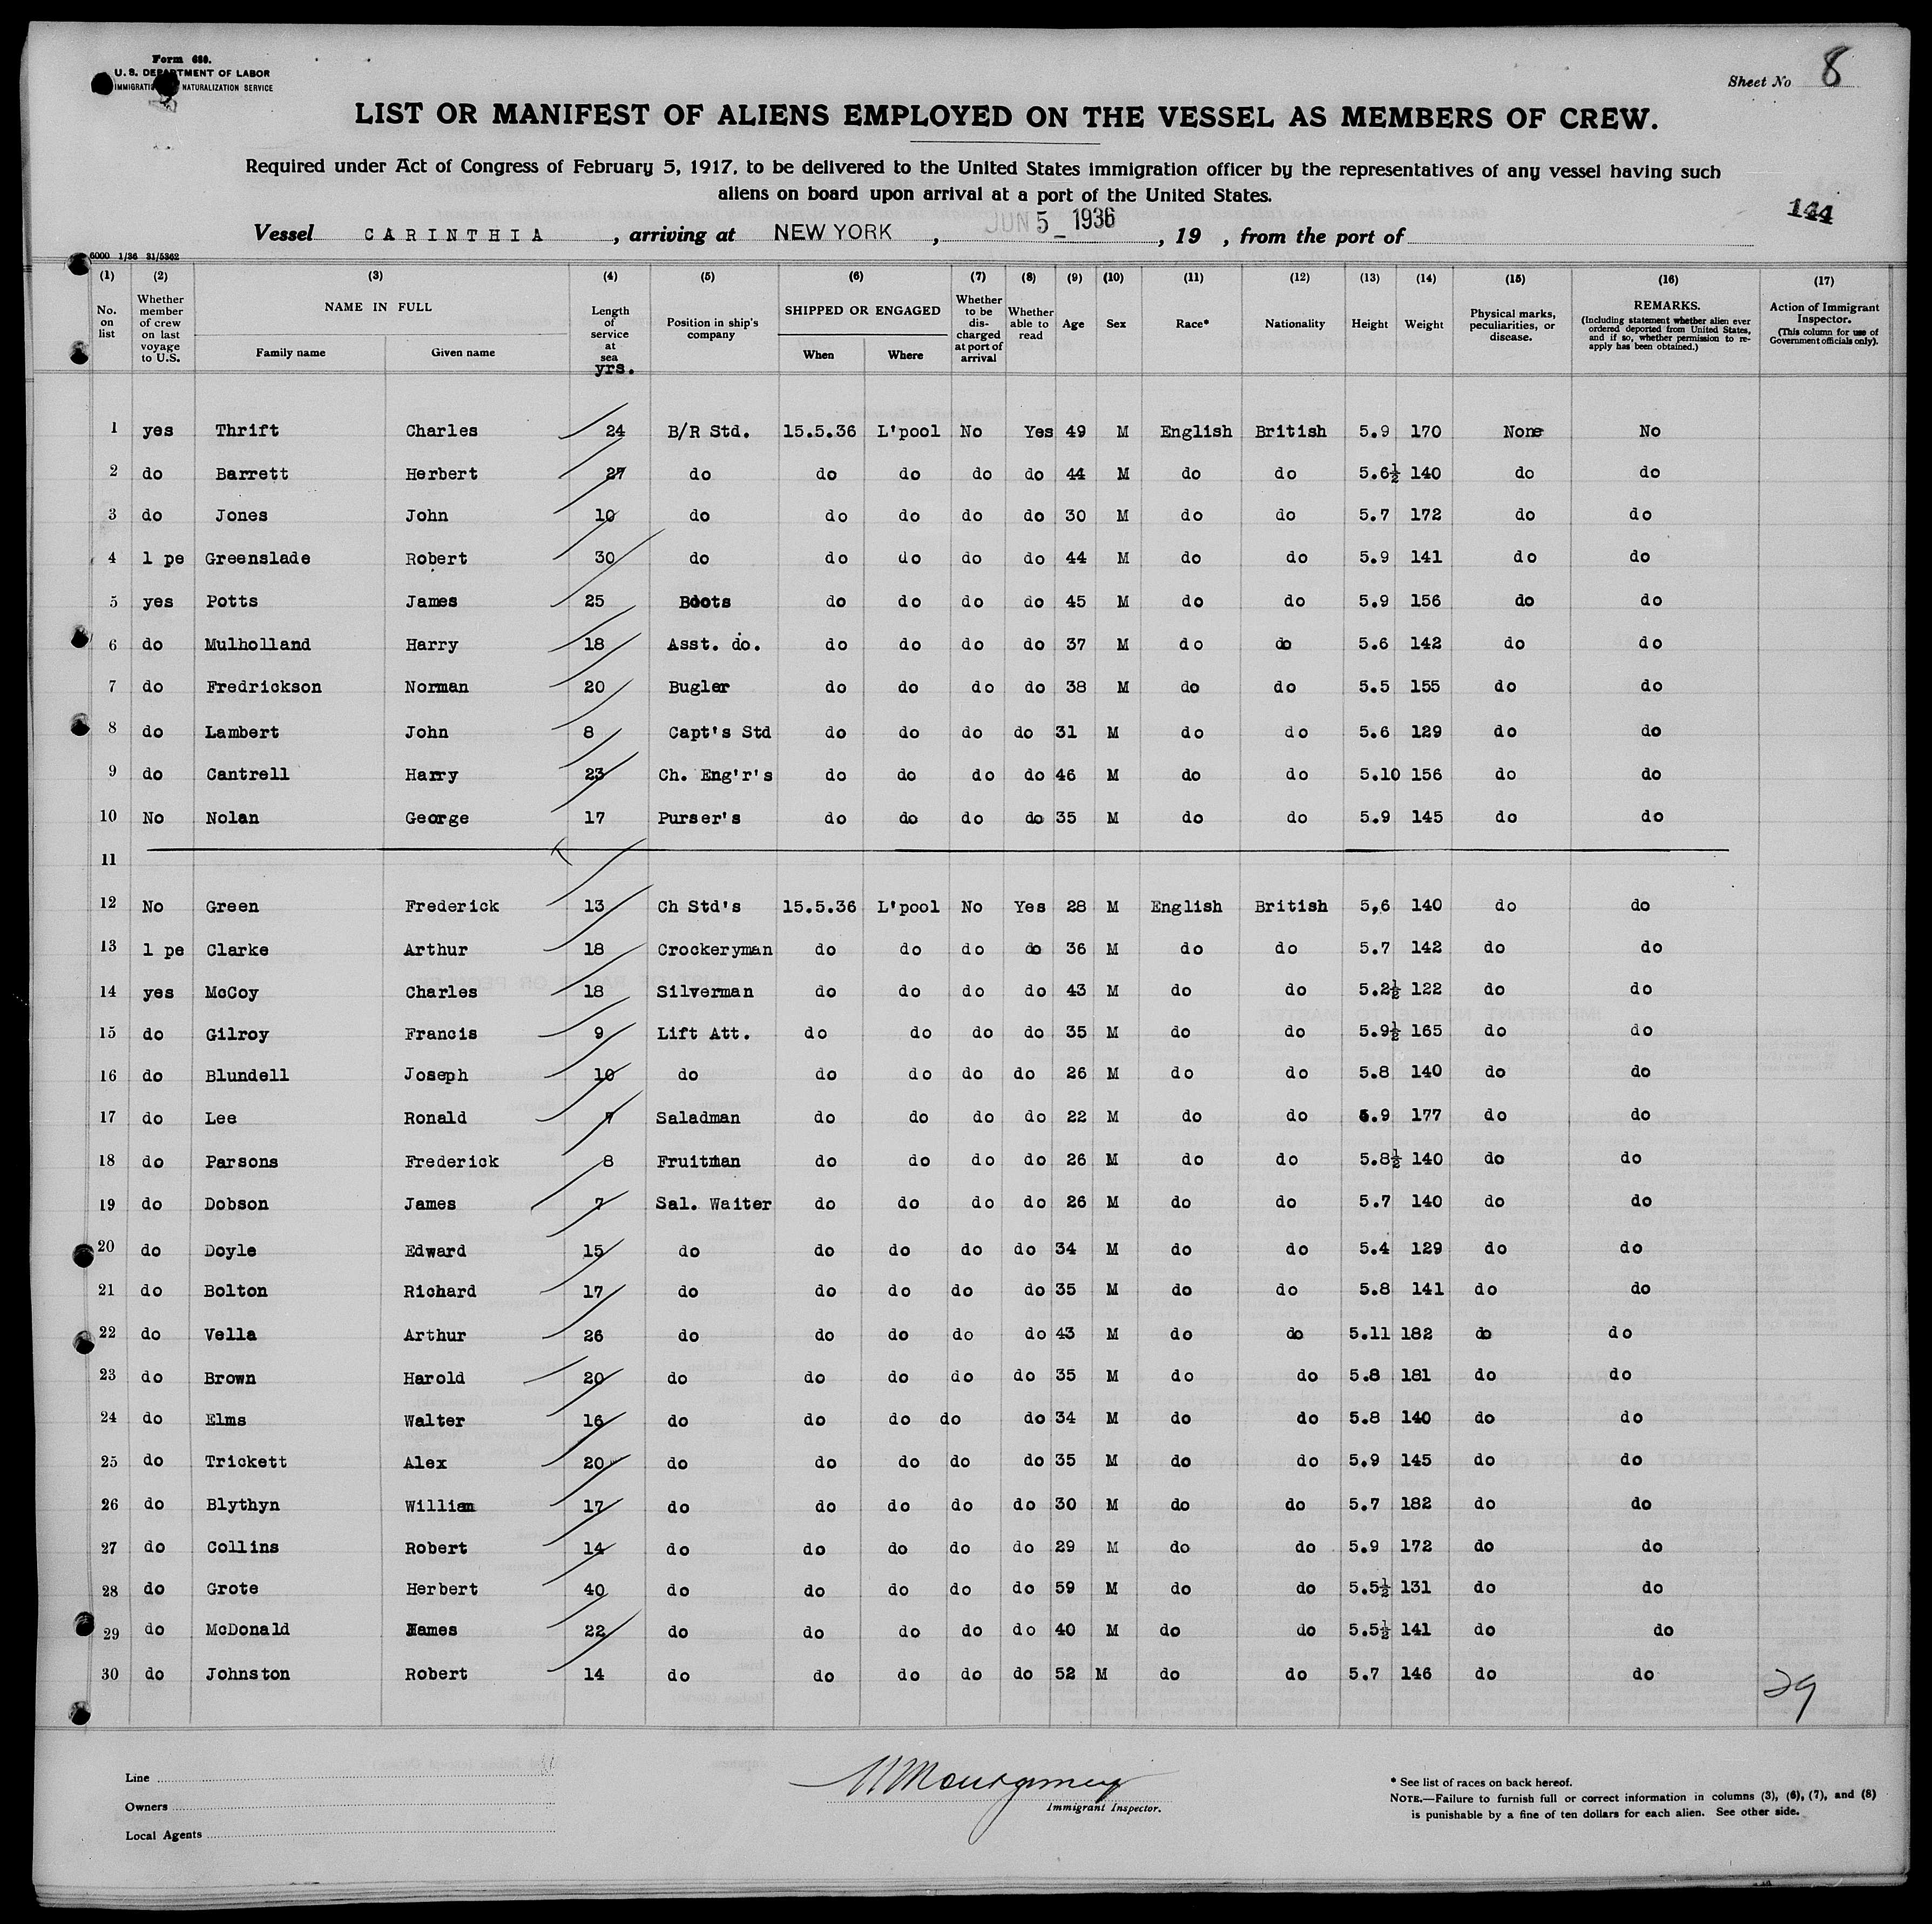 Form 689.
U. S. DEPARTMENT OF LABOR
IMMIGRATION NATURALIZATION SERVICE
Sheet No 8
LIST OR MANIFEST OF ALIENS EMPLOYED ON THE VESSEL AS MEMBERS OF CREW.
Required under Act of Congress of February 5, 1917, to be delivered to the United States immigration officer by the representatives of any vessel having such
aliens on board upon arrival at a port of the United States.
144
Vessel CARINTHIA , arriving at NEW YORK , JUN 5 1936 , 19 , from the port of
6000 1/36 31/5362
(1) (2) (3) (4) (5) (6) (7) (8) (9) (10) (11) (12) (13) (14) (15) (16) (17)
No. on list
Whether member of crew on last voyage to U.S.
NAME IN FULL
Family name Given name
Length of service at sea yrs.
Position in ship's company
SHIPPED OR ENGAGED
When Where
Whether to be discharged at port of arrival
Whether able to read
Age Sex Race* Nationality Height Weight
Physical marks, peculiarities, or disease.
REMARKS.
(Including statement whether alien ever ordered deported from United States, and if so, whether permission to reapply has been obtained.)
Action of Immigrant Inspector.
(This column for use of Government officials only).
1 yes Thrift Charles 24 B/R Std. 15.5.36 L'pool No Yes 49 M English British 5.9 170 None No
2 do Barrett Herbert 27 do do do do do 44 M do do 5.6½ 140 do do
3 do Jones John 10 do do do do do 30 M do do 5.7 172 do do
4 1 pe Greenslade Robert 30 do do do do do 44 M do do 5.9 141 do do
5 yes Potts James 25 Boots do do do do 45 M do do 5.9 156 do do
6 do Mulholland Harry 18 Asst. do. do do do do 37 M do do 5.6 142 do do
7 do Fredrickson Norman 20 Bugler do do do do 38 M do do 5.5 155 do do
8 do Lambert John 8 Capt's Std do do do do 31 M do do 5.6 129 do do
9 do Cantrell Harry 23 Ch. Eng'r's do do do do 46 M do do 5.10 156 do do
10 No Nolan George 17 Purser's do do do do 35 M do do 5.9 145 do do
11
12 No Green Frederick 13 Ch Std's 15.5.36 L'pool No Yes 28 M English British 5,6 140 do do
13 1 pe Clarke Arthur 18 Crockeryman do do do do 36 M do do 5.7 142 do do
14 yes McCoy Charles 18 Silverman do do do do 43 M do do 5.2½ 122 do do
15 do Gilroy Francis 9 Lift Att. do do do do 35 M do do 5.9½ 165 do do
16 do Blundell Joseph 10 do do do do do 26 M do do 5.8 140 do do
17 do Lee Ronald 7 Saladman do do do do 22 M do do 5.9 177 do do
18 do Parsons Frederick 8 Fruitman do do do do 26 M do do 5.8½ 140 do do
19 do Dobson James 7 Sal. Waiter do do do do 26 M do do 5.7 140 do do
20 do Doyle Edward 15 do do do do do 34 M do do 5.4 129 do do
21 do Bolton Richard 17 do do do do do 35 M do do 5.8 141 do do
22 do Vella Arthur 26 do do do do do 43 M do do 5.11 182 do do
23 do Brown Harold 20 do do do do do 35 M do do 5.8 181 do do
24 do Elms Walter 16 do do do do do 34 M do do 5.8 140 do do
25 do Trickett Alex 20 do do do do do 35 M do do 5.9 145 do do
26 do Blythyn William 17 do do do do do 30 M do do 5.7 182 do do
27 do Collins Robert 14 do do do do do 29 M do do 5.9 172 do do
28 do Grote Herbert 40 do do do do do 59 M do do 5.5½ 131 do do
29 do McDonald James 22 do do do do do 40 M do do 5.5½ 141 do do
30 do Johnston Robert 14 do do do do do 52 M do do 5.7 146 do do
29
Line
Owners
Local Agents
Montgomery
Immigrant Inspector.
* See list of races on back hereof.
NOTE.—Failure to furnish full or correct information in columns (3), (6), (7), and (8)
is punishable by a fine of ten dollars for each alien. See other side.